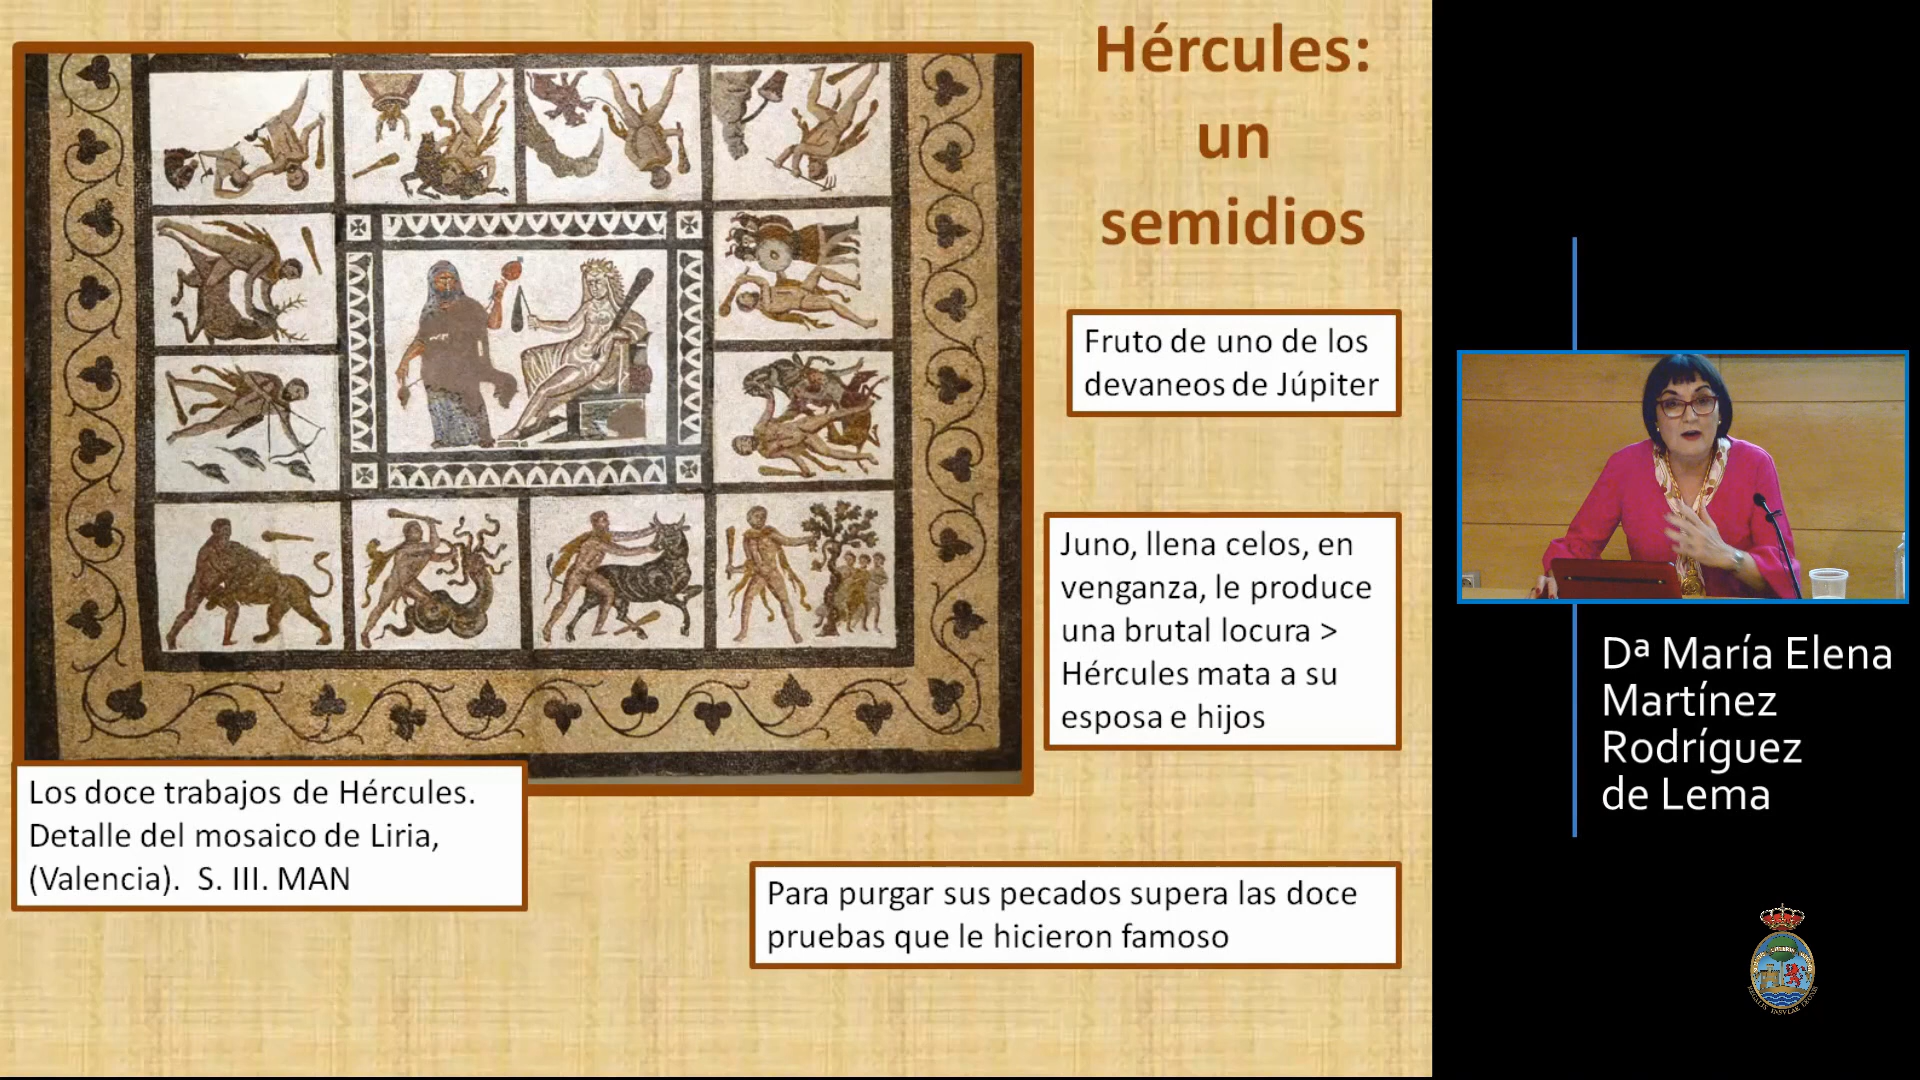 Hércules:
un
semidios
Fruto de uno de los
devaneos de Júpiter
Juno, llena celos, en
venganza, le produce
una brutal locura >
Hércules mata a su
esposa e hijos
Los doce trabajos de Hércules.
Detalle del mosaico de Liria,
(Valencia). S. III. MAN
Para purgar sus pecados supera las doce
pruebas que le hicieron famoso
Dª María Elena
Martínez
Rodríguez
de Lema